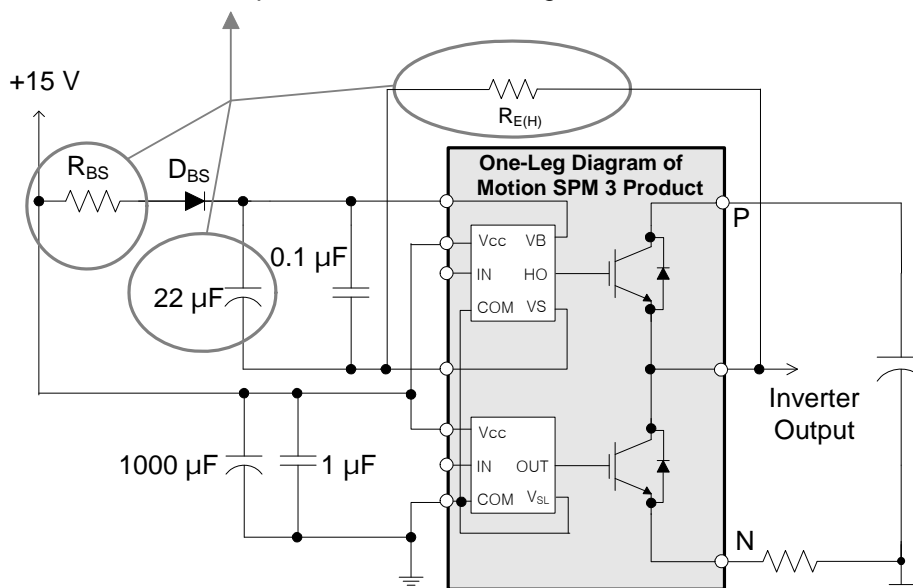 +15 V
R_E(H)
R_BS
D_BS
One-Leg Diagram of
Motion SPM 3 Product
P
Vcc VB
0.1 µF
IN HO
22 µF
COM VS
Inverter
Output
Vcc
1000 µF
1 µF
IN OUT
COM V_SL
N